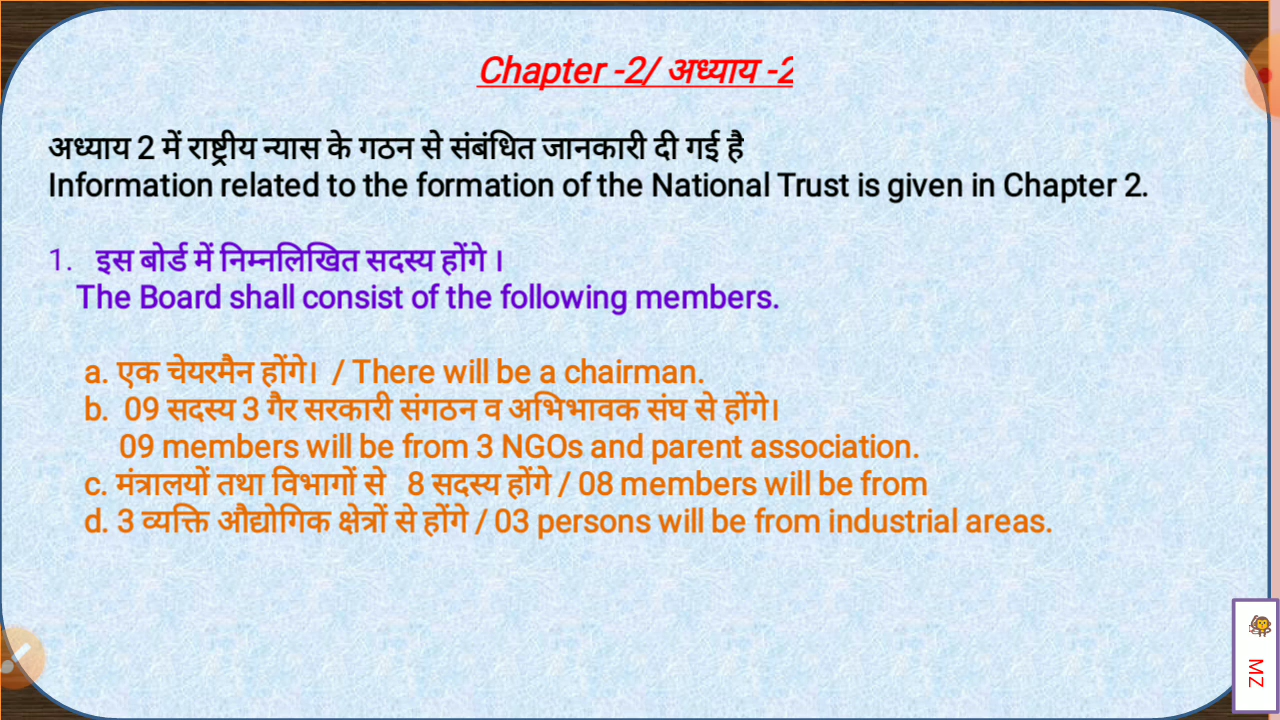 Chapter -2/ अध्याय -2
अध्याय 2 में राष्ट्रीय न्यास के गठन से संबंधित जानकारी दी गई है
Information related to the formation of the National Trust is given in Chapter 2.
1. इस बोर्ड में निम्नलिखित सदस्य होंगे ।
The Board shall consist of the following members.
a. एक चेयरमैन होंगे। / There will be a chairman.
b. 09 सदस्य 3 गैर सरकारी संगठन व अभिभावक संघ से होंगे।
09 members will be from 3 NGOs and parent association.
c. मंत्रालयों तथा विभागों से 8 सदस्य होंगे / 08 members will be from
d. 3 व्यक्ति औद्योगिक क्षेत्रों से होंगे / 03 persons will be from industrial areas.
MZ